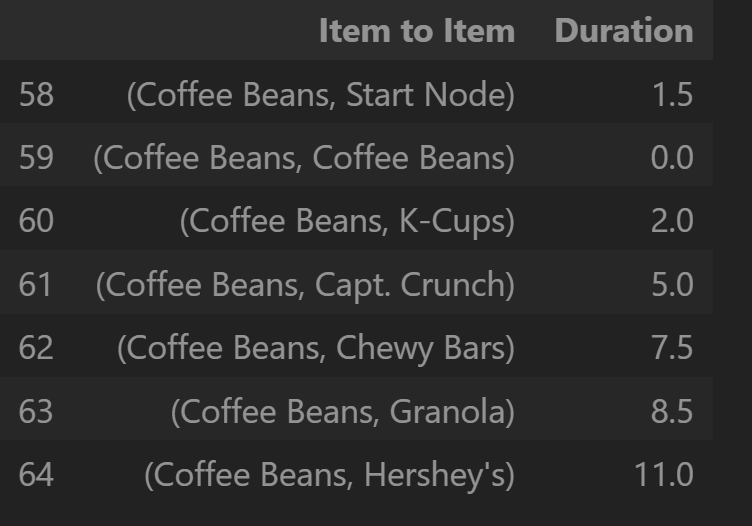 Item to Item Duration
58 (Coffee Beans, Start Node) 1.5
59 (Coffee Beans, Coffee Beans) 0.0
60 (Coffee Beans, K-Cups) 2.0
61 (Coffee Beans, Capt. Crunch) 5.0
62 (Coffee Beans, Chewy Bars) 7.5
63 (Coffee Beans, Granola) 8.5
64 (Coffee Beans, Hershey's) 11.0